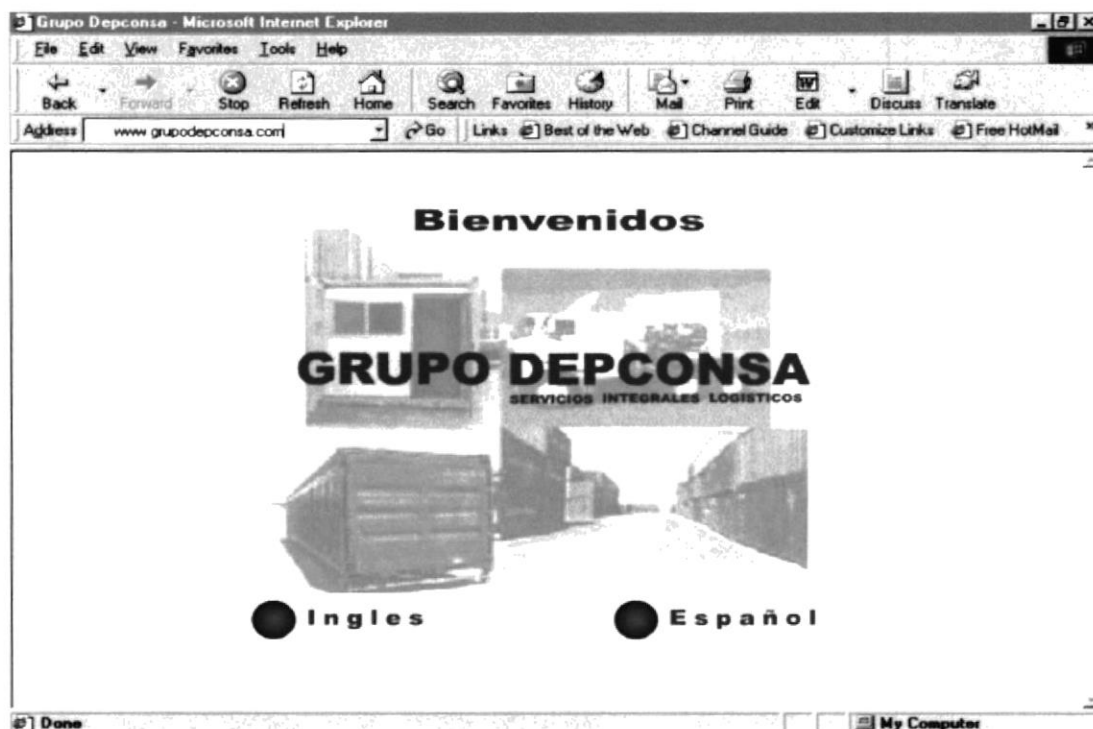 Grupo Depconsa - Microsoft Internet Explorer
File Edit View Favorites Tools Help
Back Forward Stop Refresh Home Search Favorites History Mail Print Edit Discuss Translate
Address www grupodepconsa.com Go Links Best of the Web Channel Guide Customize Links Free HotMail
Bienvenidos
GRUPO DEPCONSA
SERVICIOS INTEGRALES LOGÍSTICOS
Ingles Español
Done My Computer